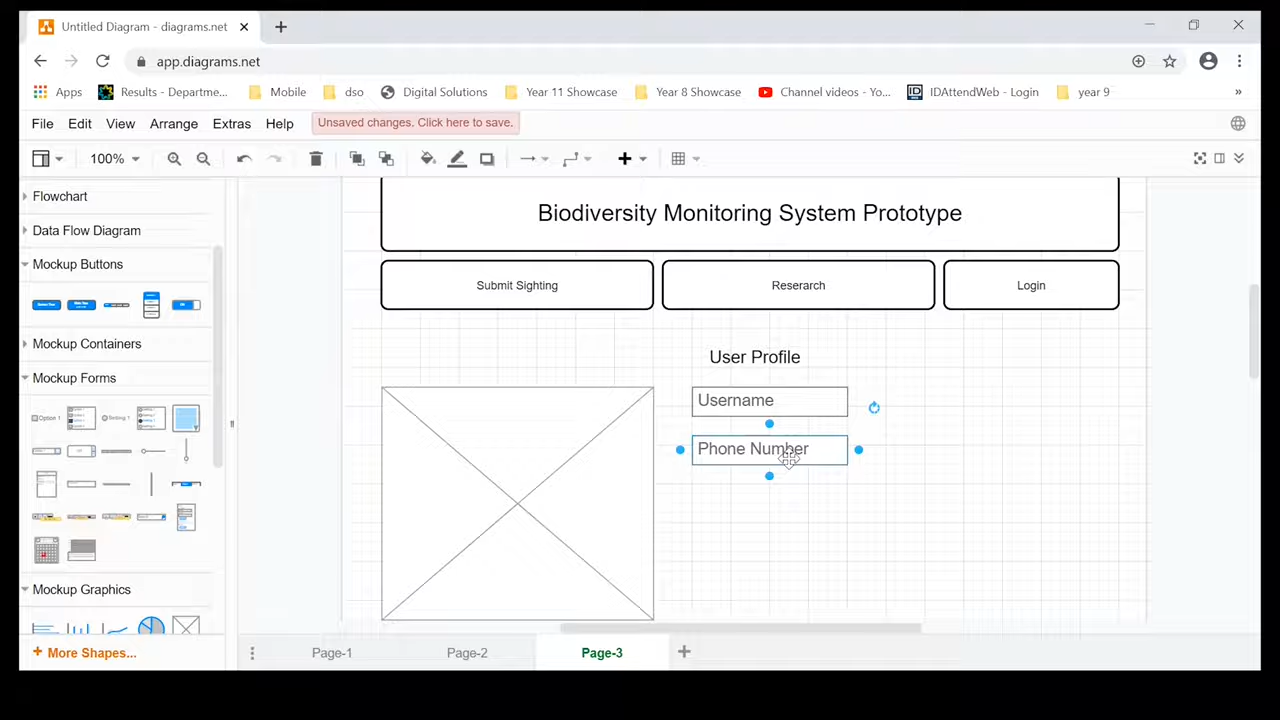 Untitled Diagram - diagrams.net
app.diagrams.net
Apps Results - Departme... Mobile dso Digital Solutions Year 11 Showcase Year 8 Showcase Channel videos - Yo... IDAttendWeb - Login year 9 »
File Edit View Arrange Extras Help Unsaved changes. Click here to save.
100%
Flowchart
Data Flow Diagram
Mockup Buttons
Mockup Containers
Mockup Forms
Option 1
Mockup Graphics
More Shapes...
Biodiversity Monitoring System Prototype
Submit Sighting Reserarch Login
User Profile
Username
Phone Number
Page-1 Page-2 Page-3